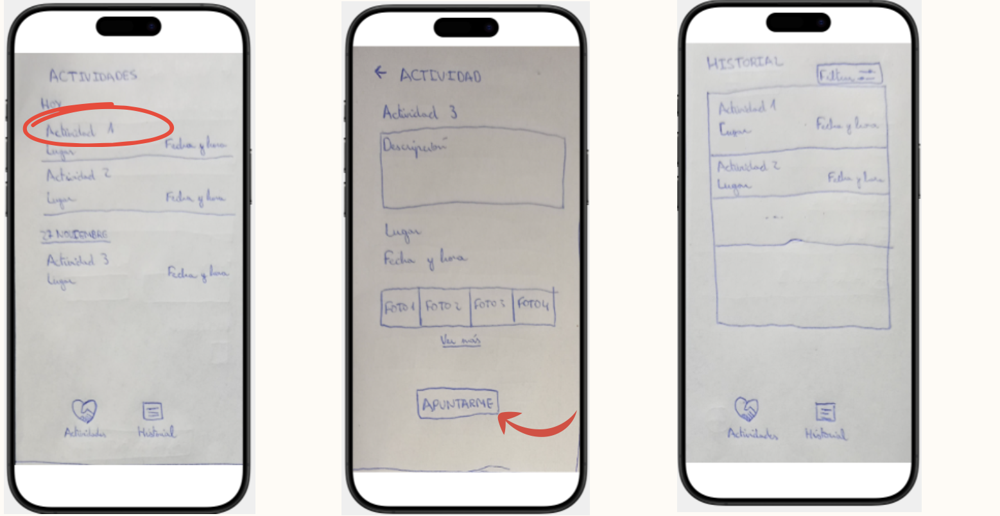 ACTIVIDADES
HOY
Actividad 1
Lugar
Fecha y hora
Actividad 2
Lugar
Fecha y hora
27 NOVIEMBRE
Actividad 3
Lugar
Fecha y hora
Actividades
Historial
← ACTIVIDAD
Actividad 3
Descripción
Lugar
Fecha y hora
FOTO 1
FOTO 2
FOTO 3
FOTO 4
Ver más
APUNTARME
HISTORIAL
Filtros
Actividad 1
Lugar
Fecha y hora
Actividad 2
Lugar
Fecha y hora
...
Actividades
Historial